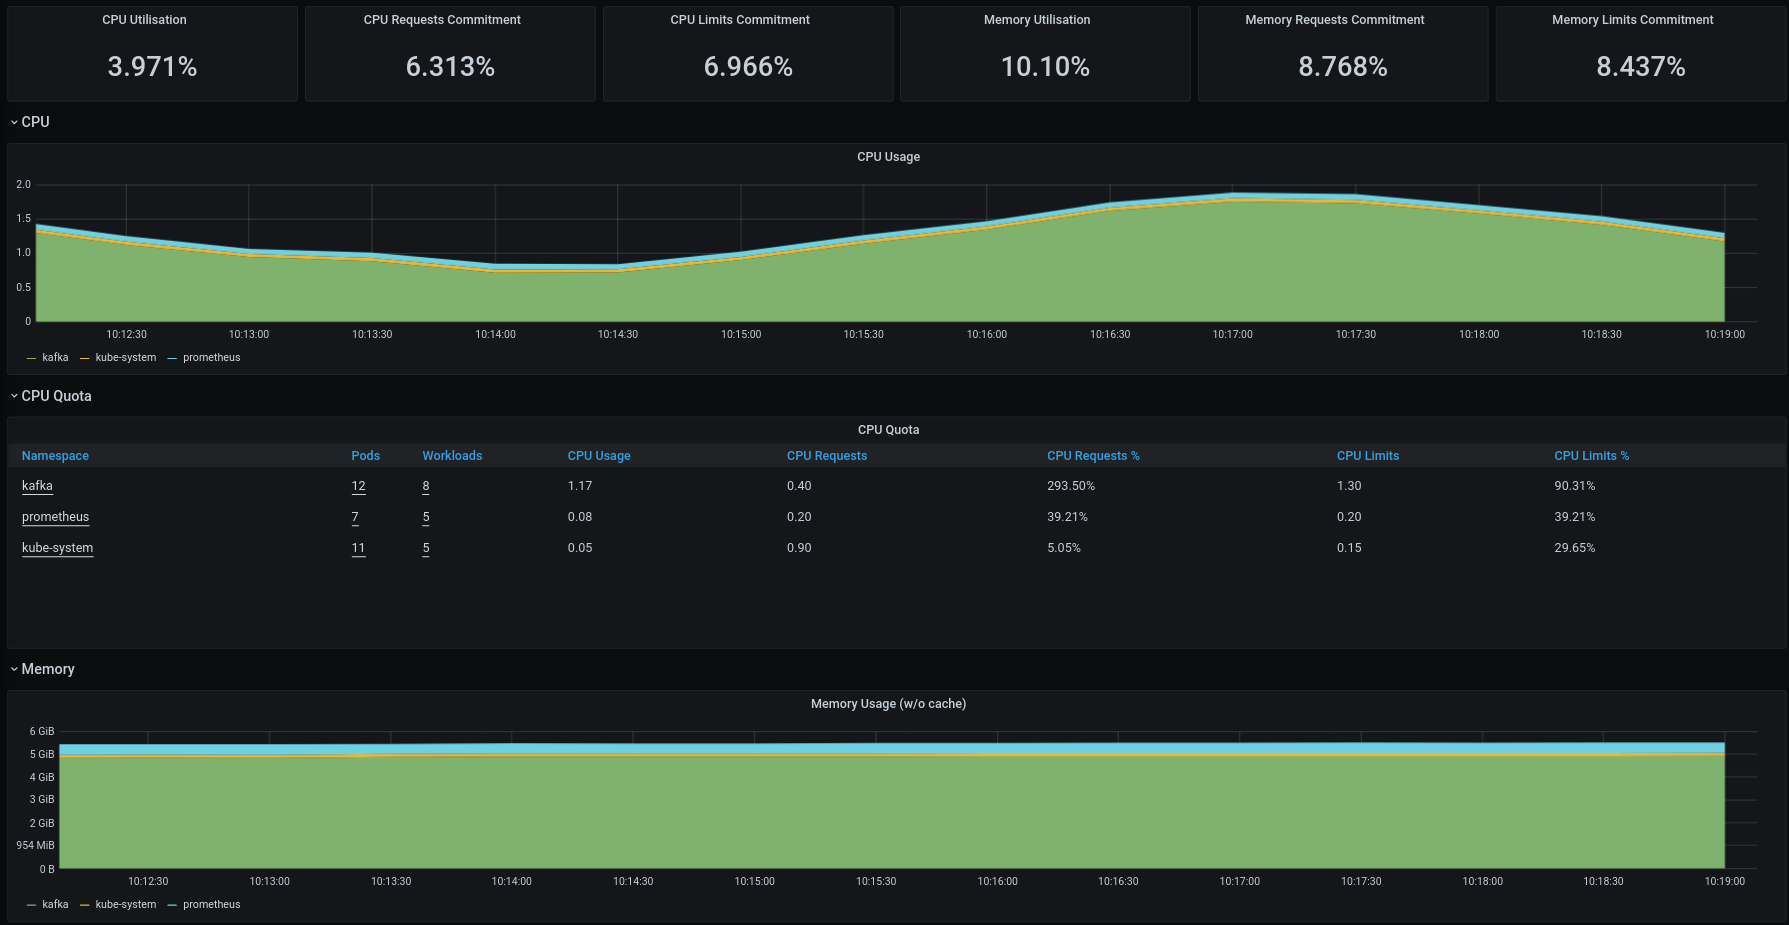 CPU Utilisation CPU Requests Commitment CPU Limits Commitment Memory Utilisation Memory Requests Commitment Memory Limits Commitment
3.971% 6.313% 6.966% 10.10% 8.768% 8.437%
CPU
CPU Usage
2.0
1.5
1.0
0.5
0
10:12:30 10:13:00 10:13:30 10:14:00 10:14:30 10:15:00 10:15:30 10:16:00 10:16:30 10:17:00 10:17:30 10:18:00 10:18:30 10:19:00
kafka kube-system prometheus
CPU Quota
CPU Quota
Namespace Pods Workloads CPU Usage CPU Requests CPU Requests % CPU Limits CPU Limits %
kafka 12 8 1.17 0.40 293.50% 1.30 90.31%
prometheus 7 5 0.08 0.20 39.21% 0.20 39.21%
kube-system 11 5 0.05 0.90 5.05% 0.15 29.65%
Memory
Memory Usage (w/o cache)
6 GiB
5 GiB
4 GiB
3 GiB
2 GiB
954 MiB
0 B
10:12:30 10:13:00 10:13:30 10:14:00 10:14:30 10:15:00 10:15:30 10:16:00 10:16:30 10:17:00 10:17:30 10:18:00 10:18:30 10:19:00
kafka kube-system prometheus